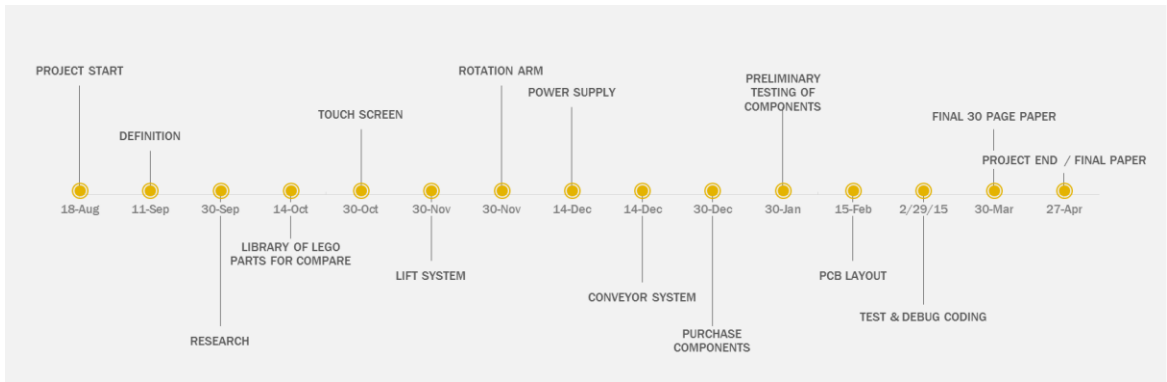 PROJECT START
ROTATION ARM
PRELIMINARY
TESTING OF
COMPONENTS
POWER SUPPLY
TOUCH SCREEN
FINAL 30 PAGE PAPER
DEFINITION
PROJECT END / FINAL PAPER
18-Aug 11-Sep 30-Sep 14-Oct 30-Oct 30-Nov 30-Nov 14-Dec 14-Dec 30-Dec 30-Jan 15-Feb 2/29/15 30-Mar 27-Apr
LIBRARY OF LEGO
PARTS FOR COMPARE
LIFT SYSTEM
PCB LAYOUT
CONVEYOR SYSTEM
TEST & DEBUG CODING
PURCHASE
COMPONENTS
RESEARCH